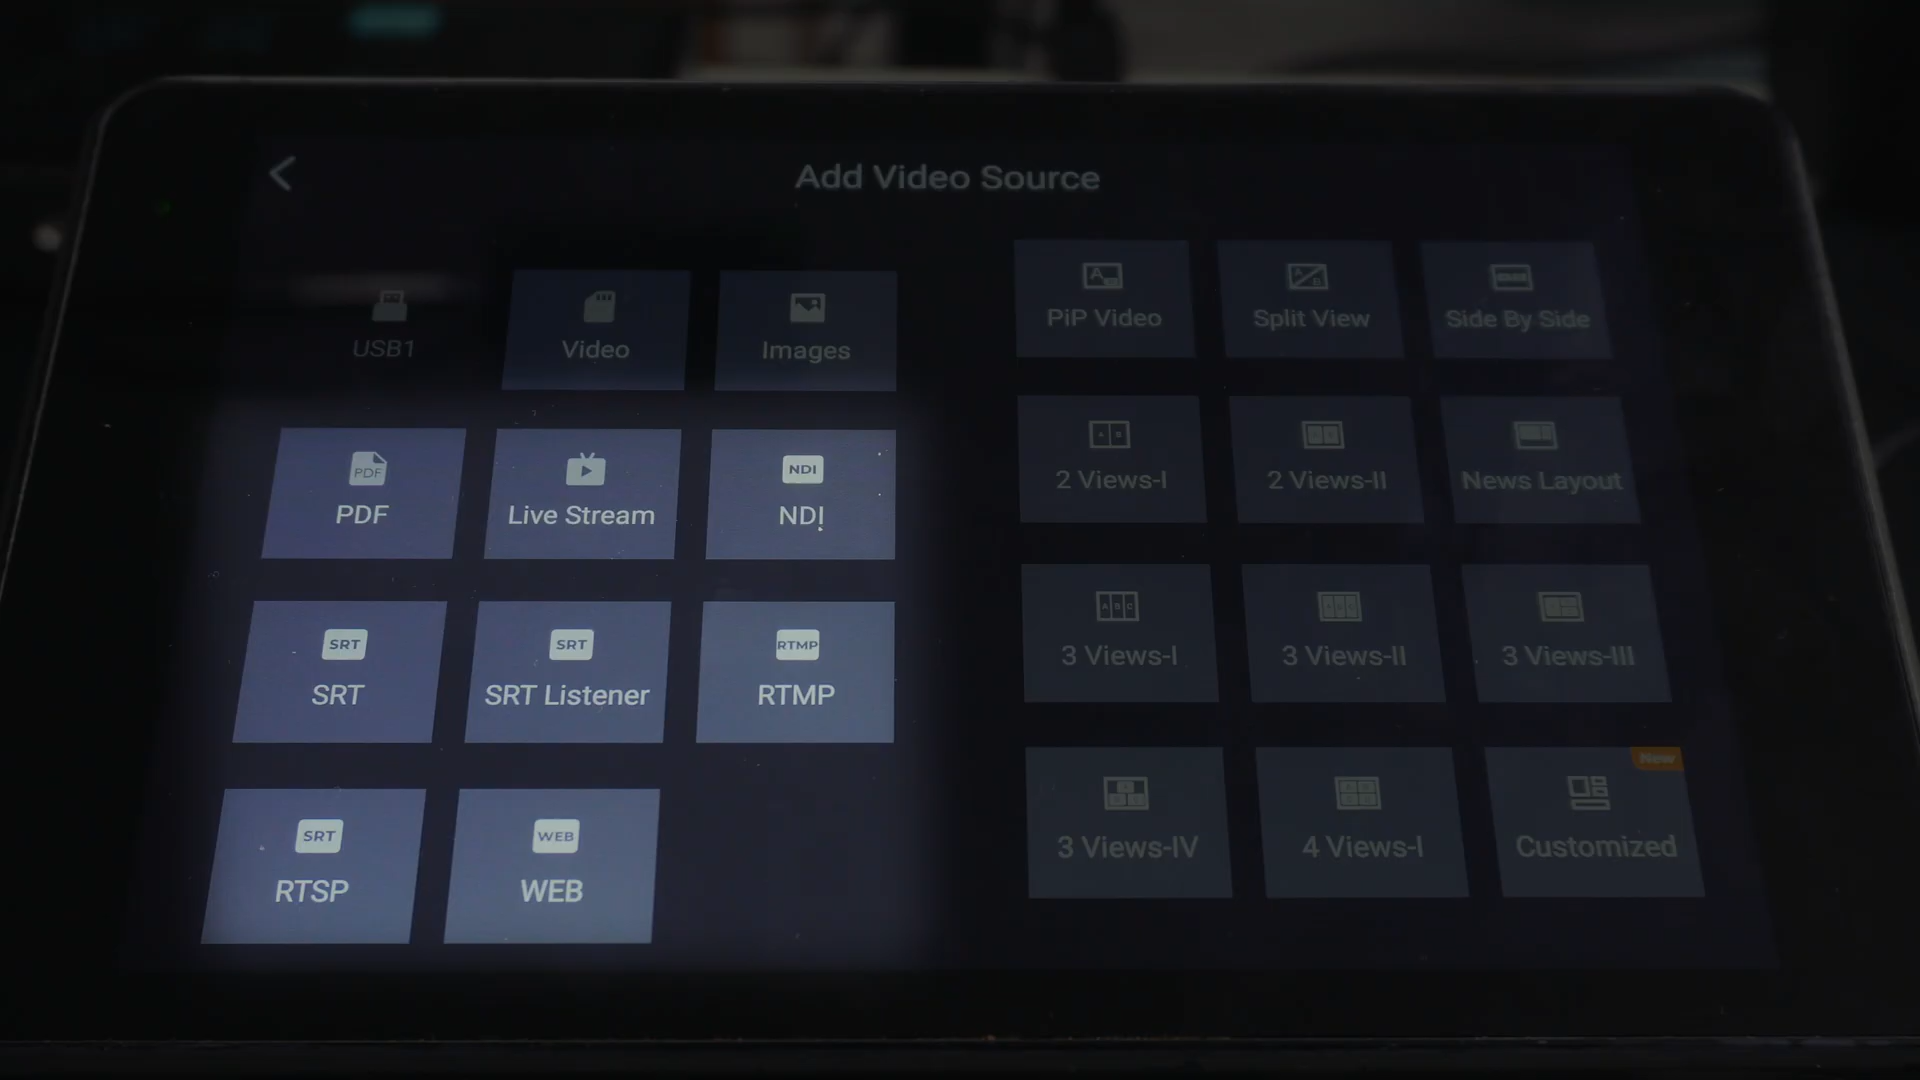 Add Video Source
USB1
Video
Images
PDF
PDF
Live Stream
NDI
NDI
SRT
SRT
SRT
SRT Listener
RTMP
RTMP
SRT
RTSP
WEB
WEB
A
PiP Video
A
B
Split View
Side By Side
A B
2 Views-I
2 Views-II
News Layout
A B C
3 Views-I
3 Views-II
3 Views-III
3 Views-IV
4 Views-I
New
Customized